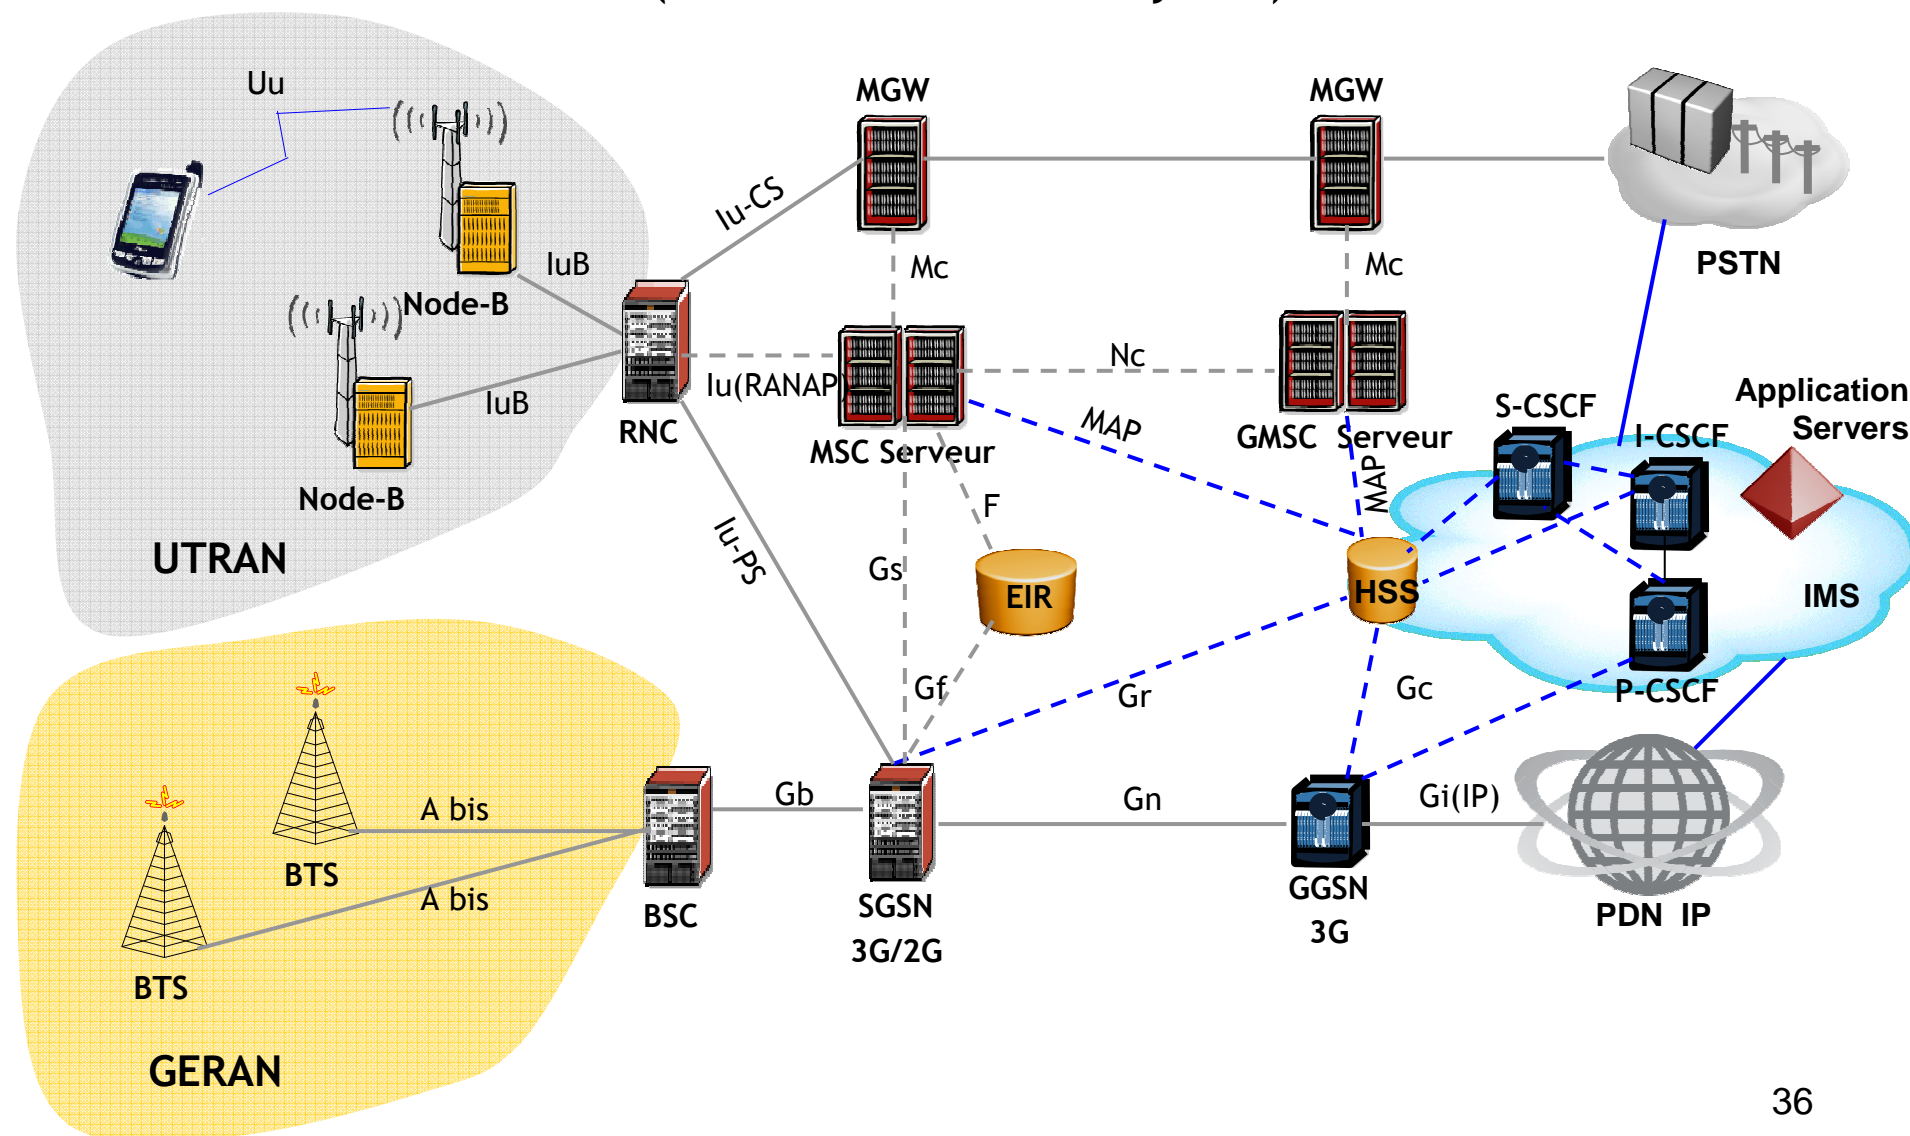 Uu
MGW
MGW
Iu-CS
IuB
Mc
Mc
PSTN
Node-B
Nc
Iu(RANAP)
IuB
RNC
MAP
S-CSCF
Application
Servers
MSC Serveur
GMSC Serveur
I-CSCF
MAP
Node-B
F
UTRAN
Iu-PS
Gs
EIR
HSS
IMS
Gf
Gr
Gc
P-CSCF
A bis
Gb
Gn
Gi(IP)
BTS
A bis
BSC
SGSN
3G/2G
GGSN
3G
PDN IP
BTS
GERAN
36